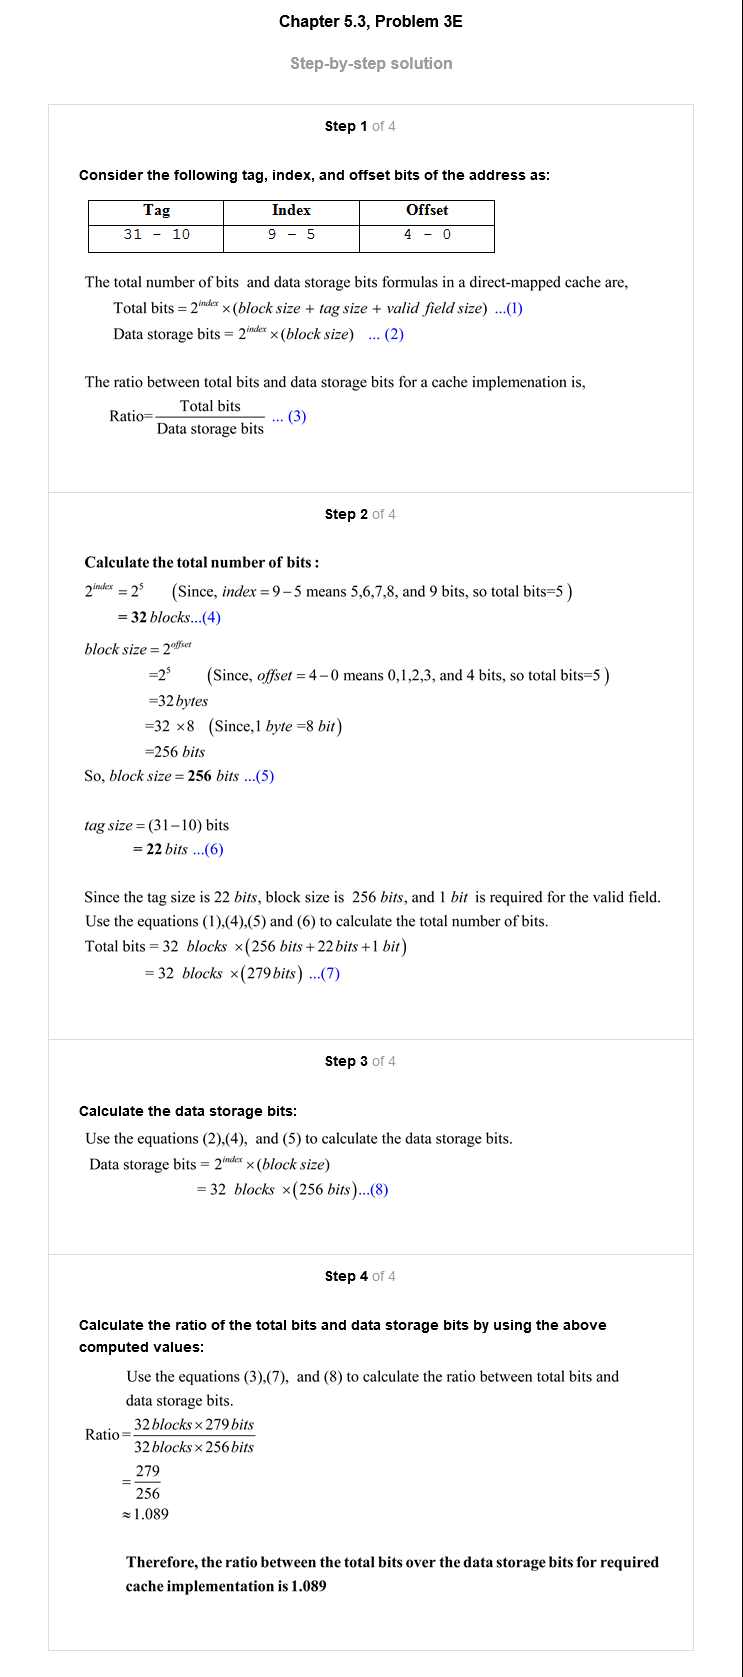 Chapter 5.3, Problem 3E
Step-by-step solution
Step 1 of 4
Consider the following tag, index, and offset bits of the address as:
Tag Index Offset
31 - 10 9 - 5 4 - 0
The total number of bits and data storage bits formulas in a direct-mapped cache are,
Total bits = 2^index × (block size + tag size + valid field size) ...(1)
Data storage bits = 2^index × (block size) ... (2)
The ratio between total bits and data storage bits for a cache implemenation is,
Ratio= Total bits / Data storage bits ... (3)
Step 2 of 4
Calculate the total number of bits :
2^index = 2^5 (Since, index = 9 – 5 means 5,6,7,8, and 9 bits, so total bits=5 )
= 32 blocks...(4)
block size = 2^offset
=2^5 (Since, offset = 4 – 0 means 0,1,2,3, and 4 bits, so total bits=5 )
=32 bytes
=32 ×8 (Since,1 byte =8 bit)
=256 bits
So, block size = 256 bits ...(5)
tag size = (31–10) bits
= 22 bits ...(6)
Since the tag size is 22 bits, block size is 256 bits, and 1 bit is required for the valid field.
Use the equations (1),(4),(5) and (6) to calculate the total number of bits.
Total bits = 32 blocks ×(256 bits + 22 bits +1 bit)
= 32 blocks ×(279 bits) ...(7)
Step 3 of 4
Calculate the data storage bits:
Use the equations (2),(4), and (5) to calculate the data storage bits.
Data storage bits = 2^index × (block size)
= 32 blocks ×(256 bits)...(8)
Step 4 of 4
Calculate the ratio of the total bits and data storage bits by using the above
computed values:
Use the equations (3),(7), and (8) to calculate the ratio between total bits and
data storage bits.
Ratio = 32 blocks × 279 bits / 32 blocks × 256 bits
= 279 / 256
≈ 1.089
Therefore, the ratio between the total bits over the data storage bits for required
cache implementation is 1.089